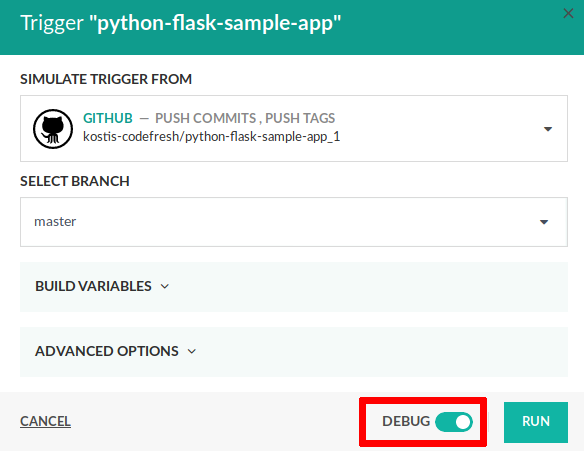 Trigger "python-flask-sample-app"
SIMULATE TRIGGER FROM
GITHUB — PUSH COMMITS , PUSH TAGS
kostis-codefresh/python-flask-sample-app_1
SELECT BRANCH
master
BUILD VARIABLES
ADVANCED OPTIONS
CANCEL DEBUG RUN